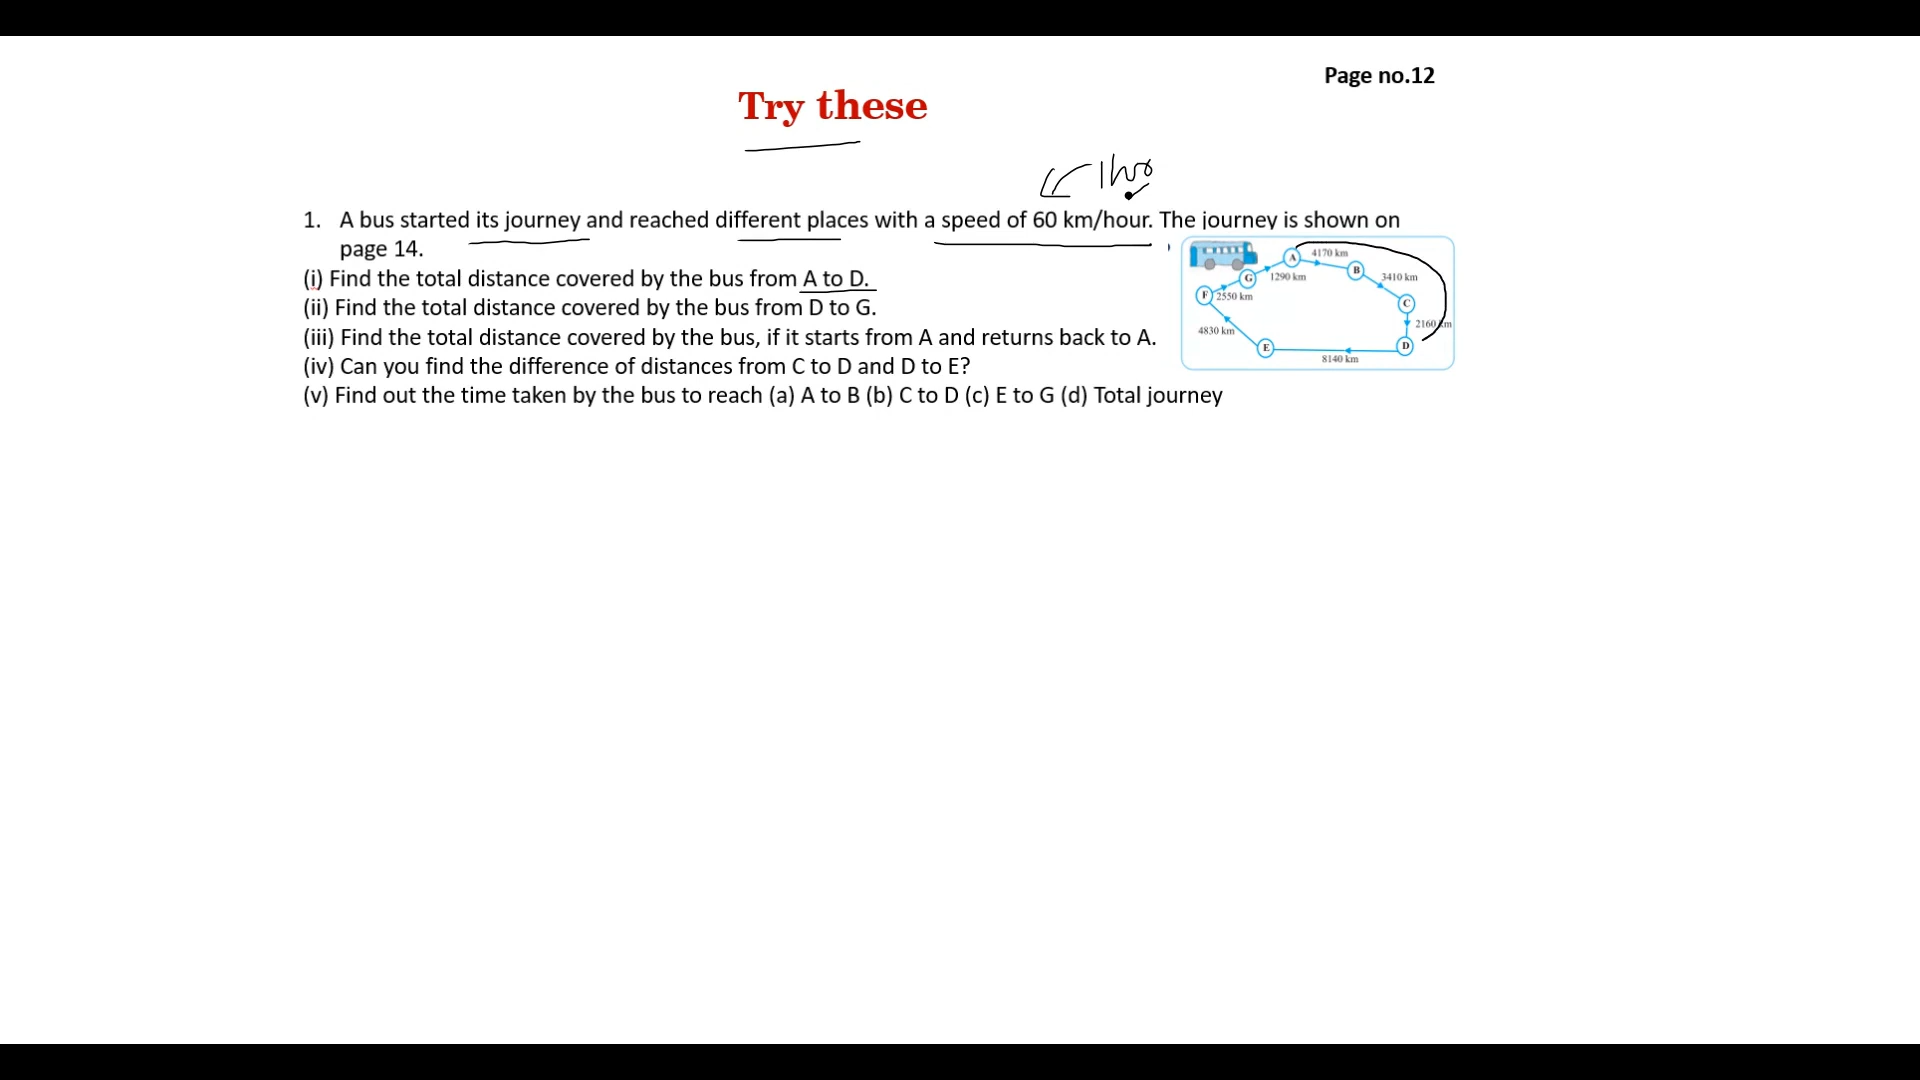 Page no.12
Try these
1hr
1. A bus started its journey and reached different places with a speed of 60 km/hour. The journey is shown on
page 14.
(i) Find the total distance covered by the bus from A to D.
(ii) Find the total distance covered by the bus from D to G.
(iii) Find the total distance covered by the bus, if it starts from A and returns back to A.
(iv) Can you find the difference of distances from C to D and D to E?
(v) Find out the time taken by the bus to reach (a) A to B (b) C to D (c) E to G (d) Total journey
A
4170 km
B
3410 km
C
2160 km
D
8140 km
E
4830 km
F
2550 km
G
1290 km